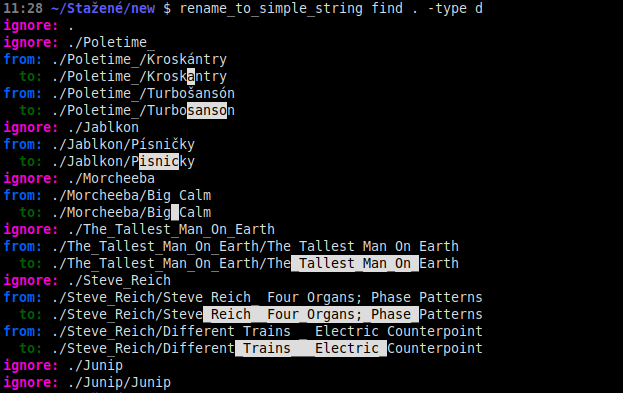 11:28 ~/Stažené/new $ rename_to_simple_string find . -type d
ignore: .
ignore: ./Poletime_
from: ./Poletime_/Kroskántry
to: ./Poletime_/Kroskantry
from: ./Poletime_/Turbošansón
to: ./Poletime_/Turbosanson
ignore: ./Jablkon
from: ./Jablkon/Písničky
to: ./Jablkon/Pisnicky
ignore: ./Morcheeba
from: ./Morcheeba/Big Calm
to: ./Morcheeba/Big_Calm
ignore: ./The_Tallest_Man_On_Earth
from: ./The_Tallest_Man_On_Earth/The Tallest Man On Earth
to: ./The_Tallest_Man_On_Earth/The_Tallest_Man_On_Earth
ignore: ./Steve_Reich
from: ./Steve_Reich/Steve Reich_ Four Organs; Phase Patterns
to: ./Steve_Reich/Steve_Reich__Four_Organs;_Phase_Patterns
from: ./Steve_Reich/Different Trains _ Electric Counterpoint
to: ./Steve_Reich/Different_Trains___Electric_Counterpoint
ignore: ./Junip
ignore: ./Junip/Junip